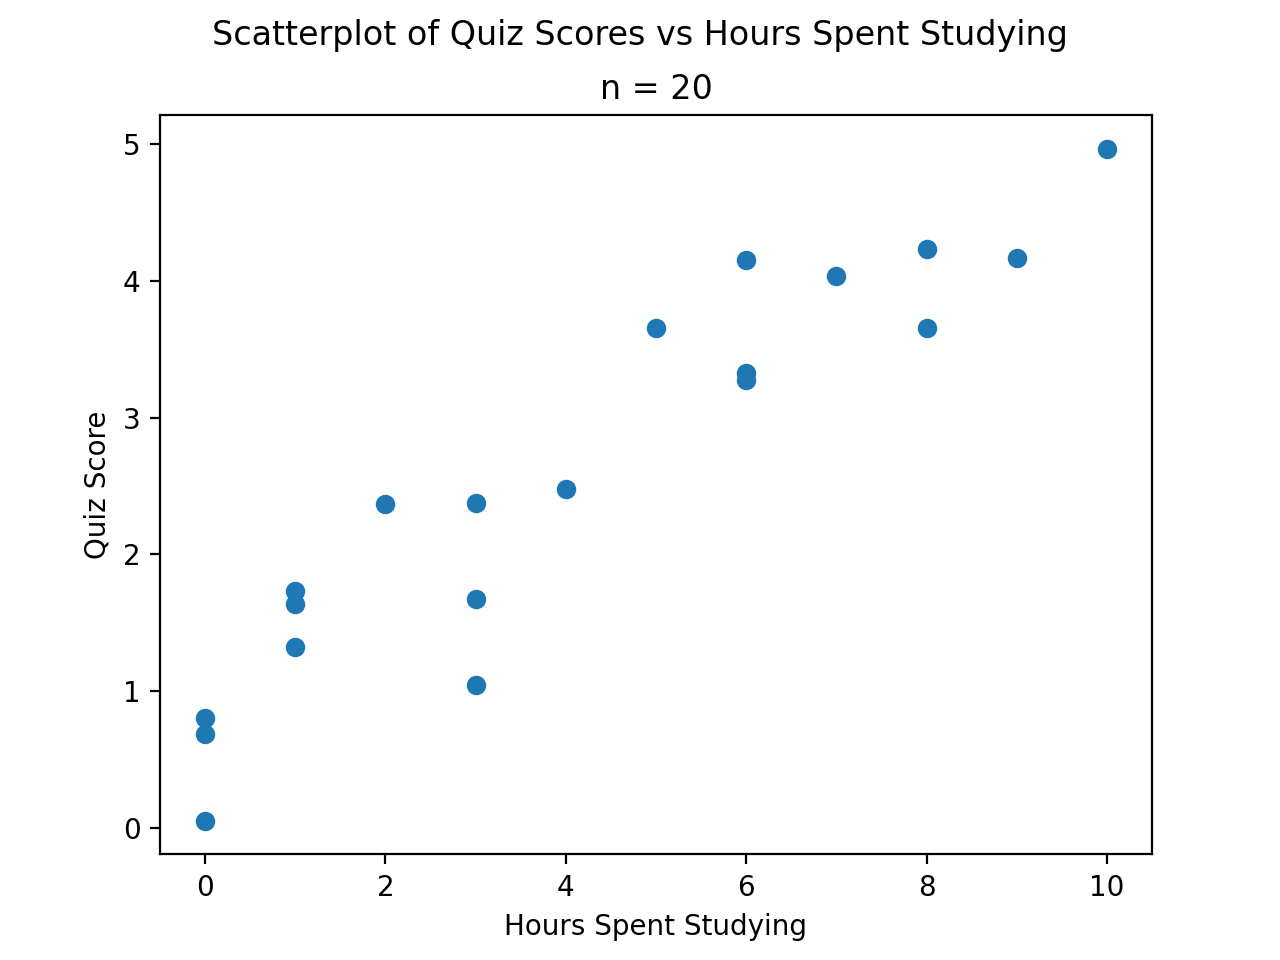 Scatterplot of Quiz Scores vs Hours Spent Studying
n = 20
5
4
3
2
1
0
Quiz Score
0 2 4 6 8 10
Hours Spent Studying